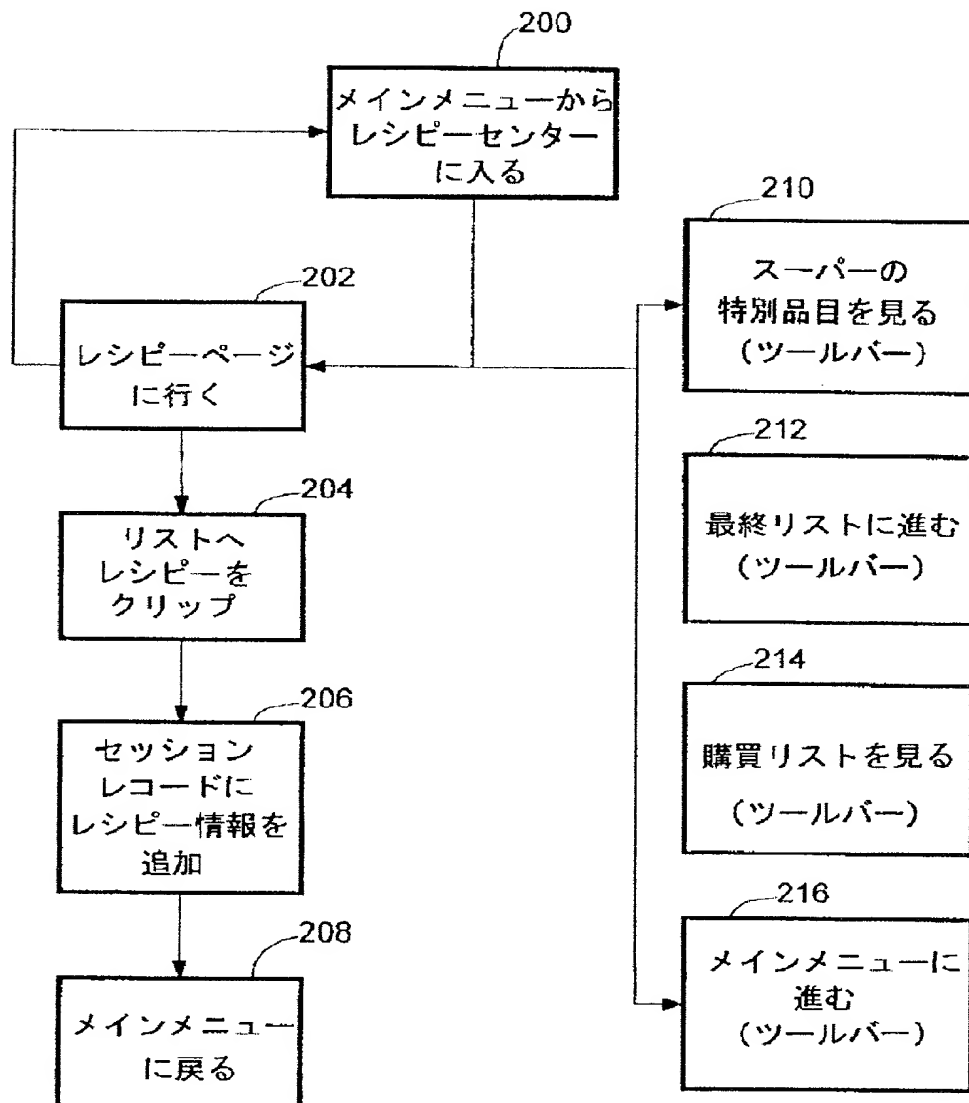 200
メインメニューから
レシピーセンター
に入る
202
レシピーページ
に行く
204
リストへ
レシピーを
クリップ
206
セッション
レコードに
レシピー情報を
追加
208
メインメニュー
に戻る
210
スーパーの
特別品目を見る
(ツールバー)
212
最終リストに進む
(ツールバー)
214
購買リストを見る
(ツールバー)
216
メインメニューに
進む
(ツールバー)